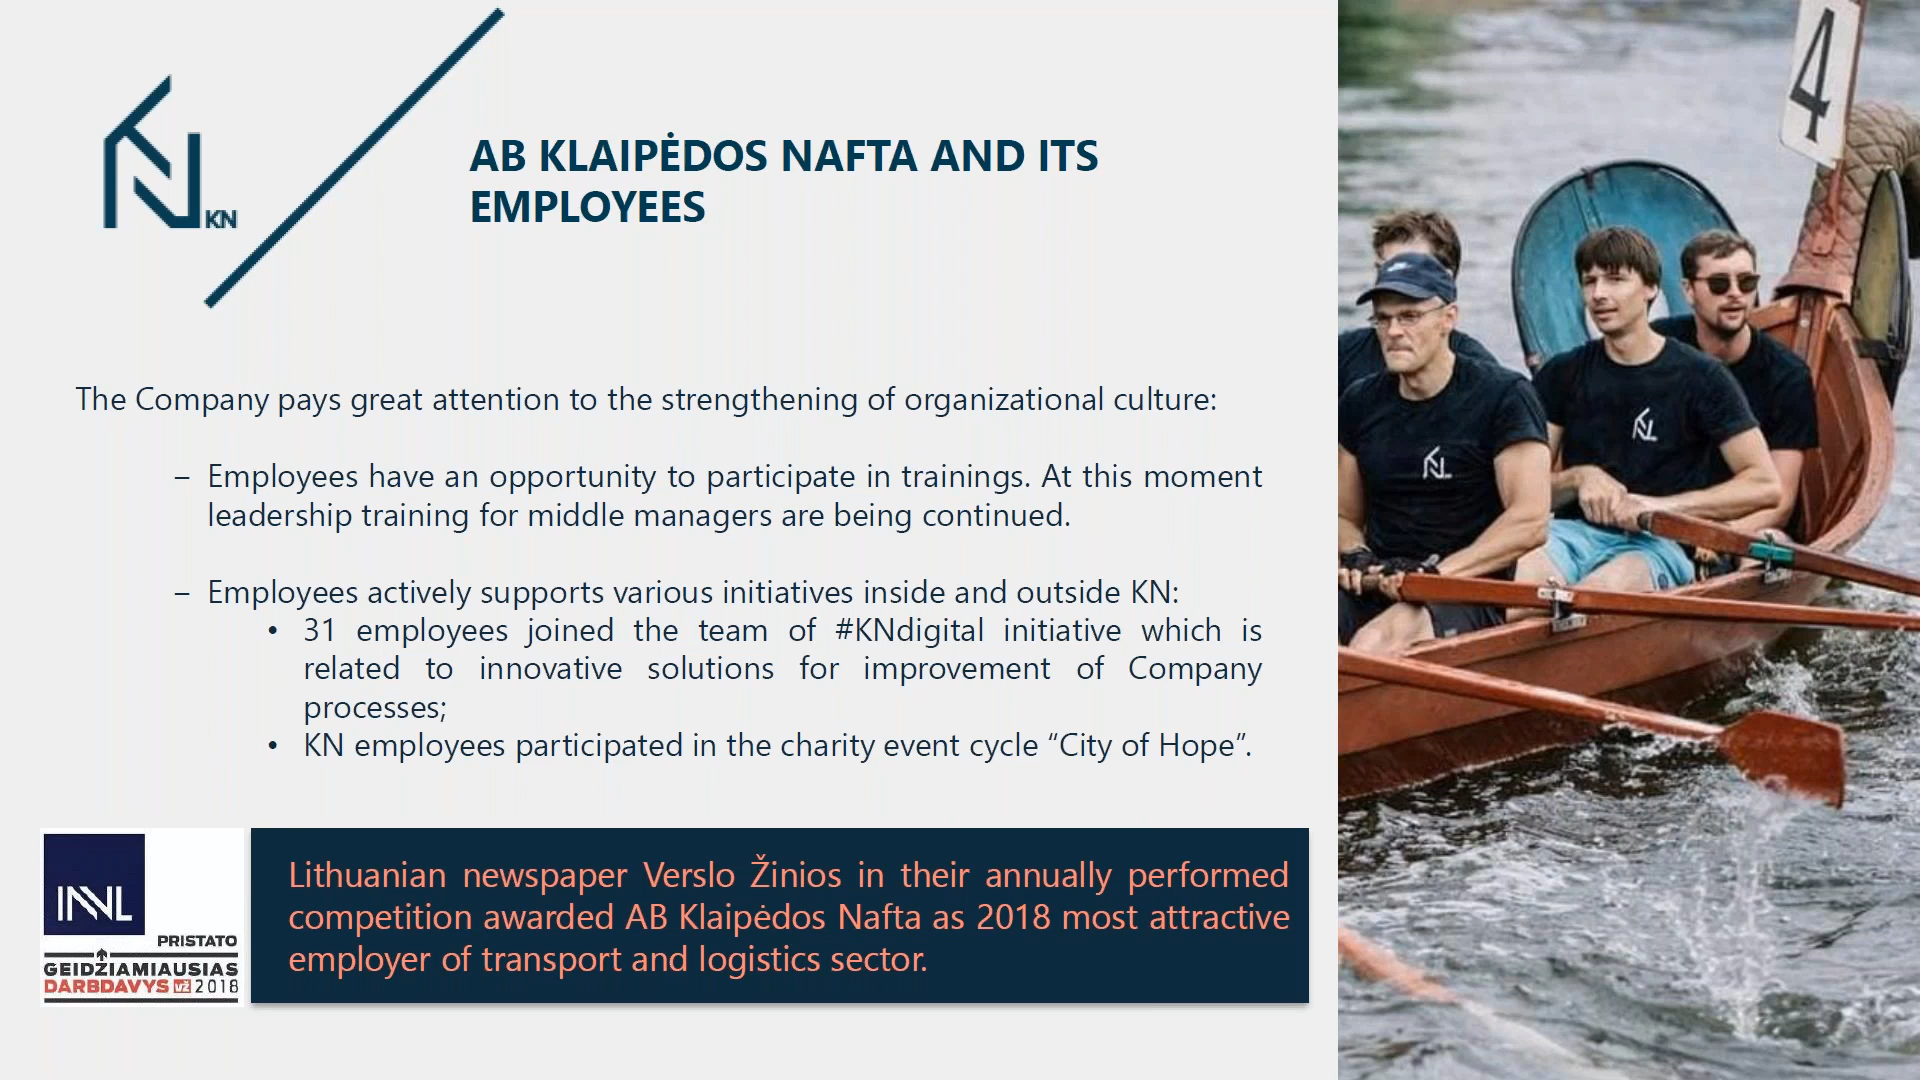 KN
AB KLAIPĖDOS NAFTA AND ITS
EMPLOYEES
The Company pays great attention to the strengthening of organizational culture:
– Employees have an opportunity to participate in trainings. At this moment
leadership training for middle managers are being continued.
– Employees actively supports various initiatives inside and outside KN:
• 31 employees joined the team of #KNdigital initiative which is
related to innovative solutions for improvement of Company
processes;
• KN employees participated in the charity event cycle “City of Hope”.
Lithuanian newspaper Verslo Žinios in their annually performed
competition awarded AB Klaipėdos Nafta as 2018 most attractive
employer of transport and logistics sector.
PRISTATO
GEIDŽIAMIAUSIAS
DARBDAVYS vž 2018
4